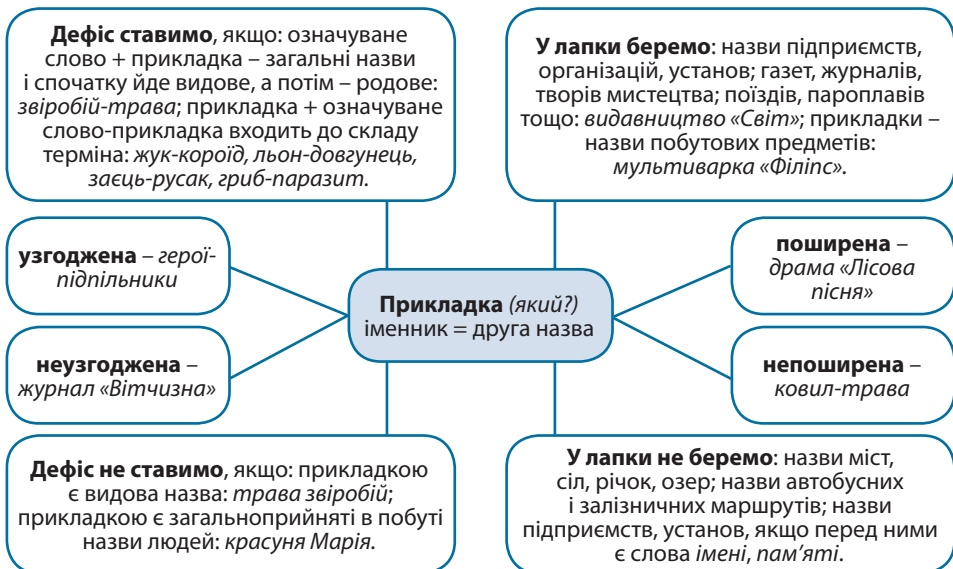 Дефіс ставимо, якщо: означуване
слово + прикладка – загальні назви
і спочатку йде видове, а потім – родове:
звіробій-трава; прикладка + означуване
слово-прикладка входить до складу
терміна: жук-короїд, льон-довгунець,
заєць-русак, гриб-паразит.
У лапки беремо: назви підприємств,
організацій, установ; газет, журналів,
творів мистецтва; поїздів, пароплавів
тощо: видавництво «Світ»; прикладки –
назви побутових предметів:
мультиварка «Філіпс».
узгоджена – герої-
підпільники
неузгоджена –
журнал «Вітчизна»
Прикладка (який?)
іменник = друга назва
поширена –
драма «Лісова
пісня»
непоширена –
ковил-трава
Дефіс не ставимо, якщо: прикладкою
є видова назва: трава звіробій;
прикладкою є загальноприйняті в побуті
назви людей: красуня Марія.
У лапки не беремо: назви міст,
сіл, річок, озер; назви автобусних
і залізничних маршрутів; назви
підприємств, установ, якщо перед ними
є слова імені, пам’яті.